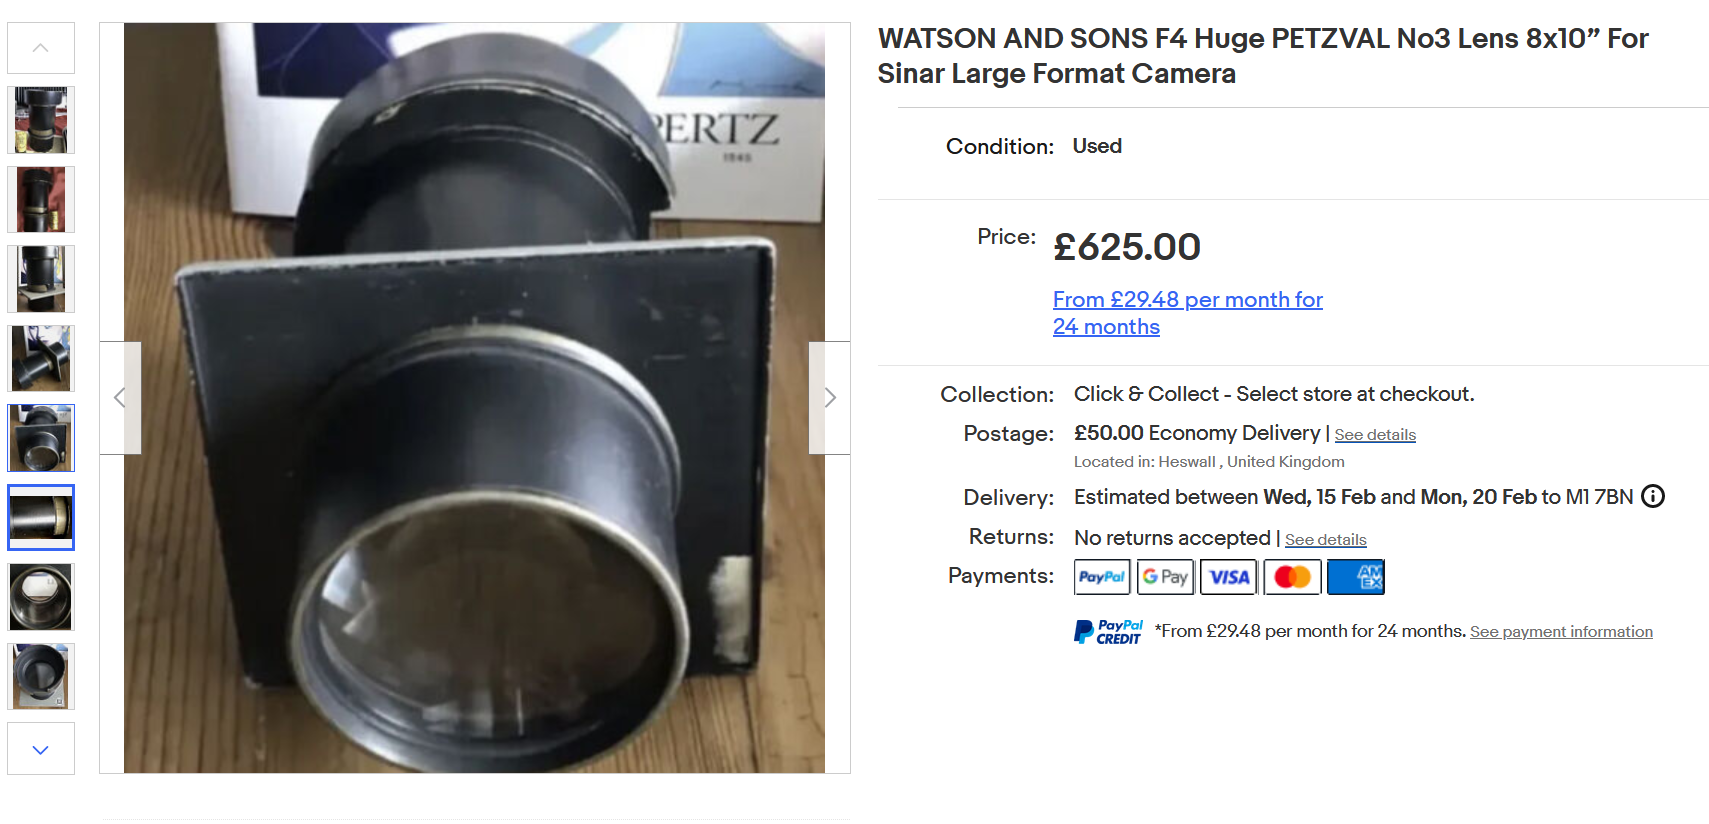 WATSON AND SONS F4 Huge PETZVAL No3 Lens 8x10” For
Sinar Large Format Camera
PERTZ
1845
Condition: Used
Price: £625.00
From £29.48 per month for
24 months
Collection: Click & Collect - Select store at checkout.
Postage: £50.00 Economy Delivery | See details
Located in: Heswall , United Kingdom
Delivery: Estimated between Wed, 15 Feb and Mon, 20 Feb to M1 7BN
Returns: No returns accepted | See details
Payments: PayPal G Pay VISA AM EX
PayPal CREDIT *From £29.48 per month for 24 months. See payment information